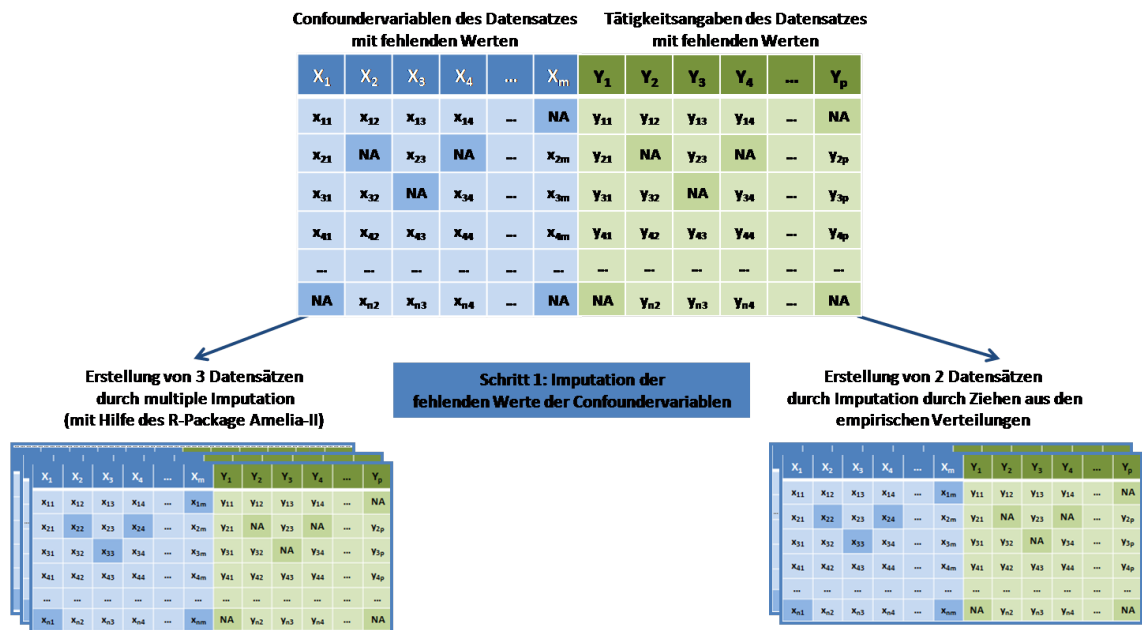 Confoundervariablen des Datensatzes
mit fehlenden Werten
Tätigkeitsangaben des Datensatzes
mit fehlenden Werten
X1 X2 X3 X4 ... Xm Y1 Y2 Y3 Y4 ... Yp
x11 x12 x13 x14 ... NA y11 y12 y13 y14 ... NA
x21 NA x23 NA ... x2m y21 NA y23 NA ... y2p
x31 x32 NA x34 ... x3m y31 y32 NA y34 ... y3p
x41 x42 x43 x44 ... x4m y41 y42 y43 y44 ... y4p
... ... ... ... ... ... ... ... ... ... ... ...
NA xn2 xn3 xn4 ... NA NA yn2 yn3 yn4 ... NA
Erstellung von 3 Datensätzen
durch multiple Imputation
(mit Hilfe des R-Package Amelia-II)
Schritt 1: Imputation der
fehlenden Werte der Confoundervariablen
Erstellung von 2 Datensätzen
durch Imputation durch Ziehen aus den
empirischen Verteilungen
X1 X2 X3 X4 ... Xm Y1 Y2 Y3 Y4 ... Yp
x11 x12 x13 x14 ... x1m y11 y12 y13 y14 ... NA
x21 x22 x23 x24 ... x2m y21 NA y23 NA ... y2p
x31 x32 x33 x34 ... x3m y31 y32 NA y34 ... y3p
x41 x42 x43 x44 ... x4m y41 y42 y43 y44 ... y4p
... ... ... ... ... ... ... ... ... ... ... ...
xn1 xn2 xn3 xn4 ... xnm NA yn2 yn3 yn4 ... NA
X1 X2 X3 X4 ... Xm Y1 Y2 Y3 Y4 ... Yp
x11 x12 x13 x14 ... x1m y11 y12 y13 y14 ... NA
x21 x22 x23 x24 ... x2m y21 NA y23 NA ... y2p
x31 x32 x33 x34 ... x3m y31 y32 NA y34 ... y3p
x41 x42 x43 x44 ... x4m y41 y42 y43 y44 ... y4p
... ... ... ... ... ... ... ... ... ... ... ...
xn1 xn2 xn3 xn4 ... xnm NA yn2 yn3 yn4 ... NA